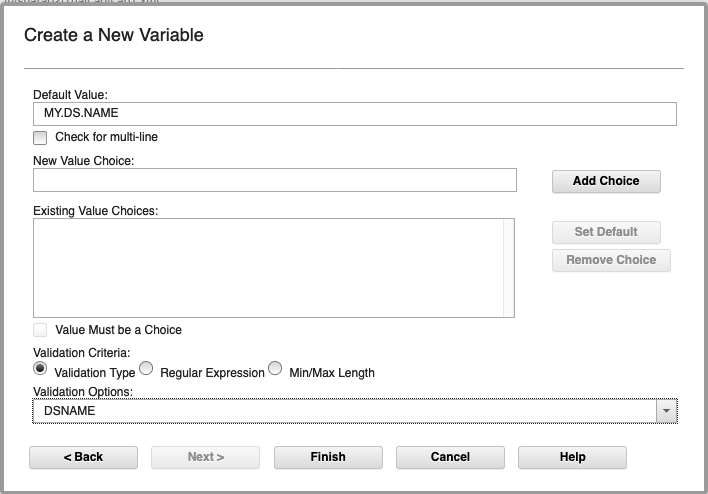 Create a New Variable
Default Value:
MY.DS.NAME
Check for multi-line
New Value Choice:
Add Choice
Existing Value Choices:
Set Default
Remove Choice
Value Must be a Choice
Validation Criteria:
Validation Type Regular Expression Min/Max Length
Validation Options:
DSNAME
< Back Next > Finish Cancel Help